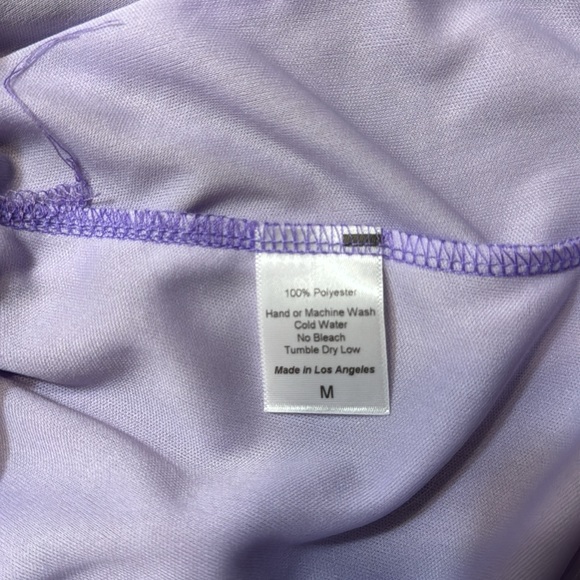 100% Polyester
Hand or Machine Wash
Cold Water
No Bleach
Tumble Dry Low
Made in Los Angeles
M